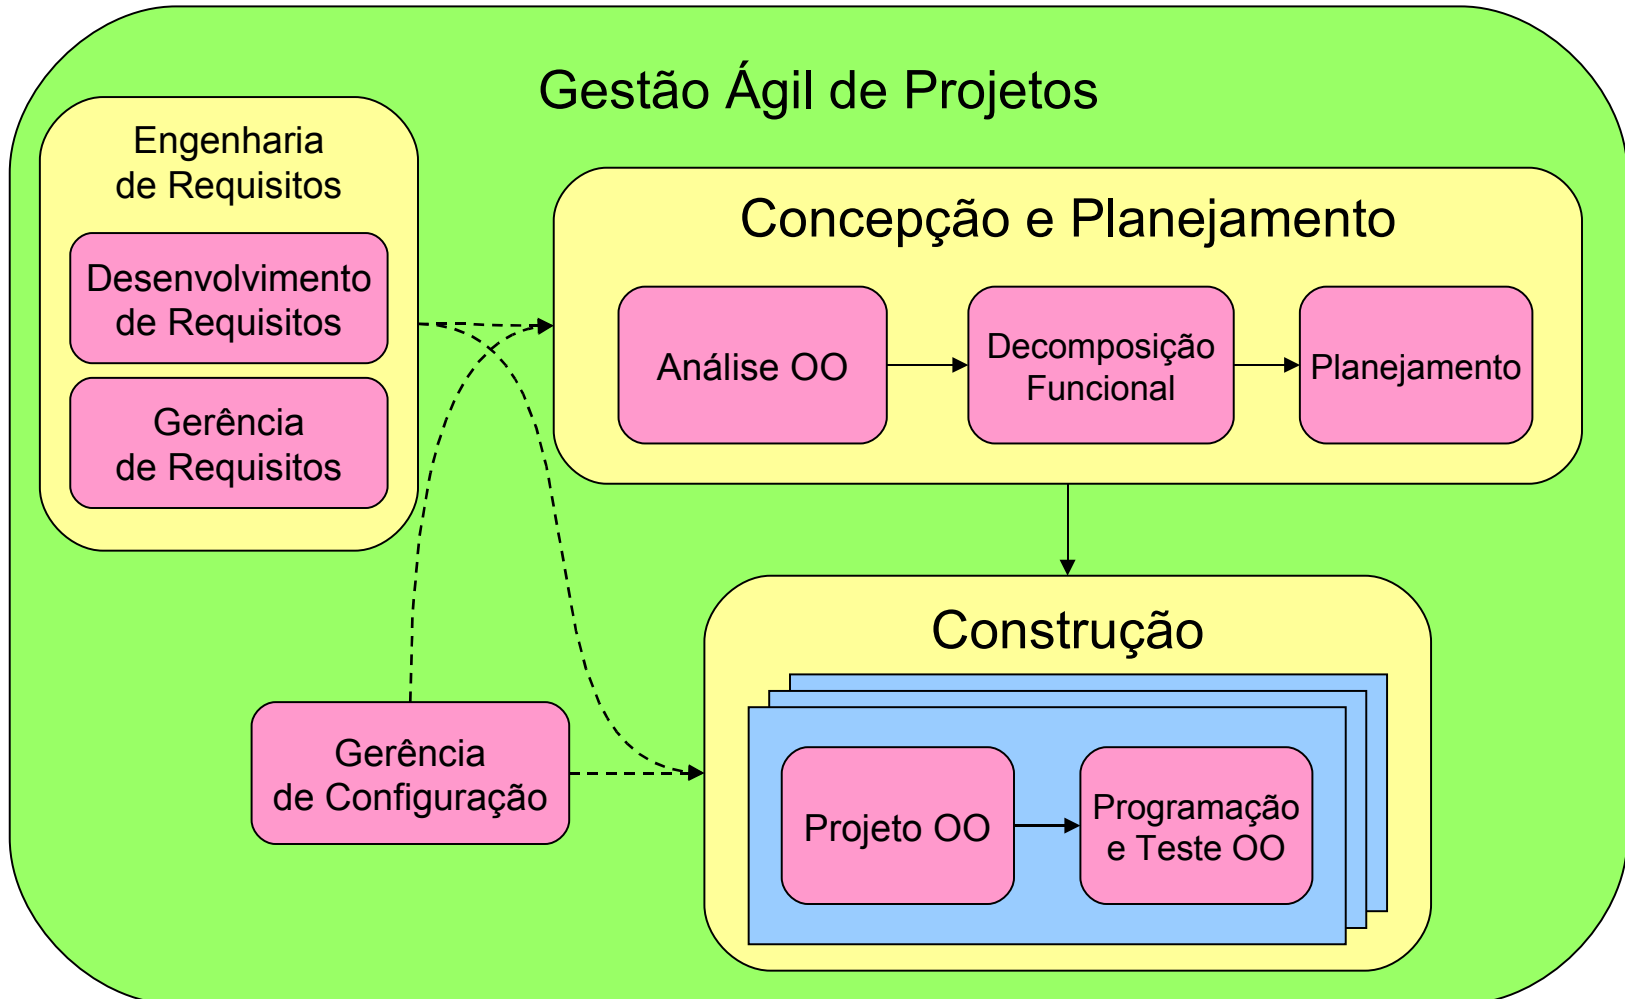 Gestão Ágil de Projetos
Engenharia
de Requisitos
Desenvolvimento
de Requisitos
Gerência
de Requisitos
Concepção e Planejamento
Análise OO
Decomposição
Funcional
Planejamento
Gerência
de Configuração
Construção
Projeto OO
Programação
e Teste OO